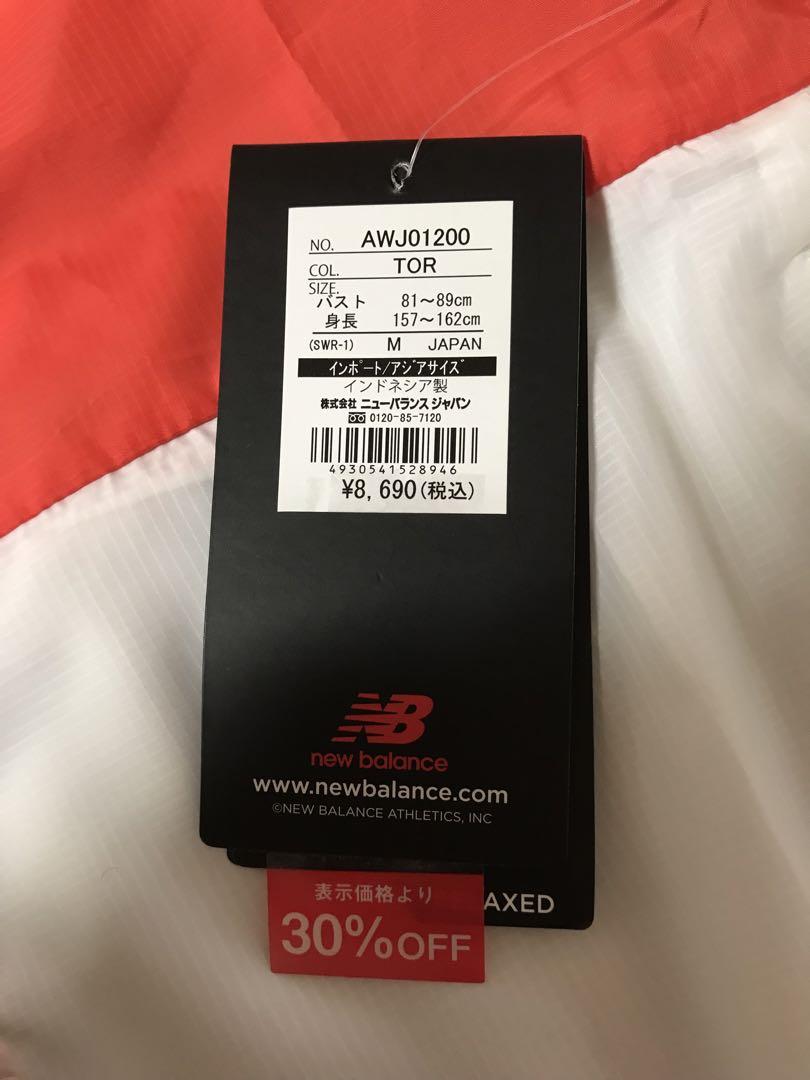 NO. AWJ01200
COL. TOR
SIZE.
バスト 81〜89cm
身長 157〜162cm
(SWR-1) M JAPAN
インポート/アジアサイズ
インドネシア製
株式会社 ニューバランス ジャパン
0120-85-7120
4930541528946
¥8,690(税込)
NB
new balance
www.newbalance.com
©NEW BALANCE ATHLETICS, INC
AXED
表示価格より
30%OFF